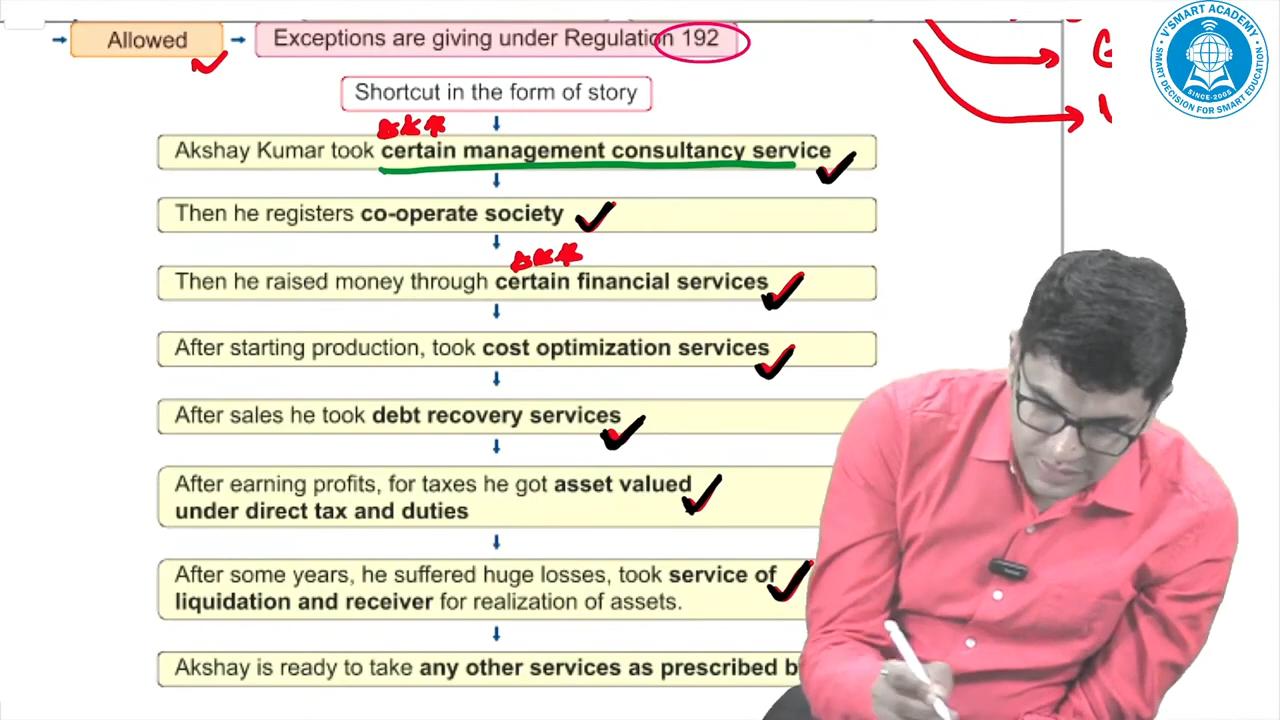 Allowed
Exceptions are giving under Regulation 192
Shortcut in the form of story
Akshay Kumar took certain management consultancy service
Then he registers co-operate society
Then he raised money through certain financial services
After starting production, took cost optimization services
After sales he took debt recovery services
After earning profits, for taxes he got asset valued
under direct tax and duties
After some years, he suffered huge losses, took service of
liquidation and receiver for realization of assets.
Akshay is ready to take any other services as prescribed
V'SMART ACADEMY
SINCE-2005
SMART DECISION FOR SMART EDUCATION